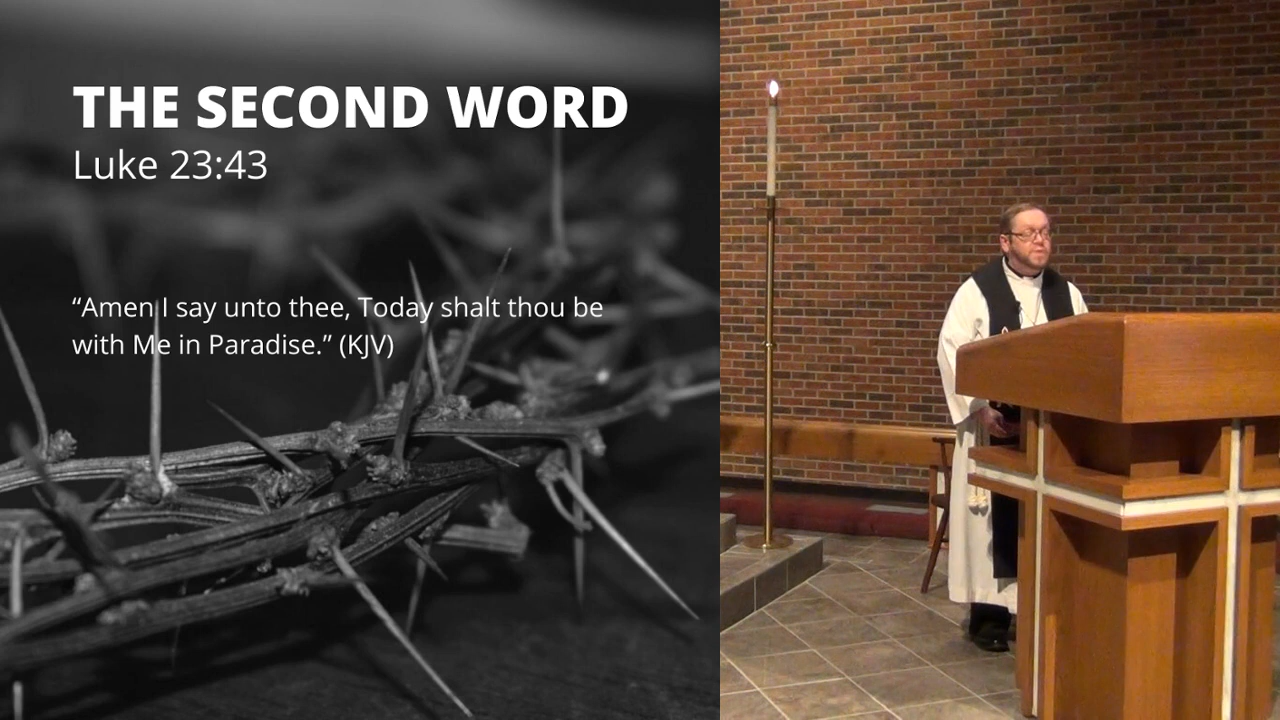 THE SECOND WORD
Luke 23:43
“Amen I say unto thee, Today shalt thou be
with Me in Paradise.” (KJV)